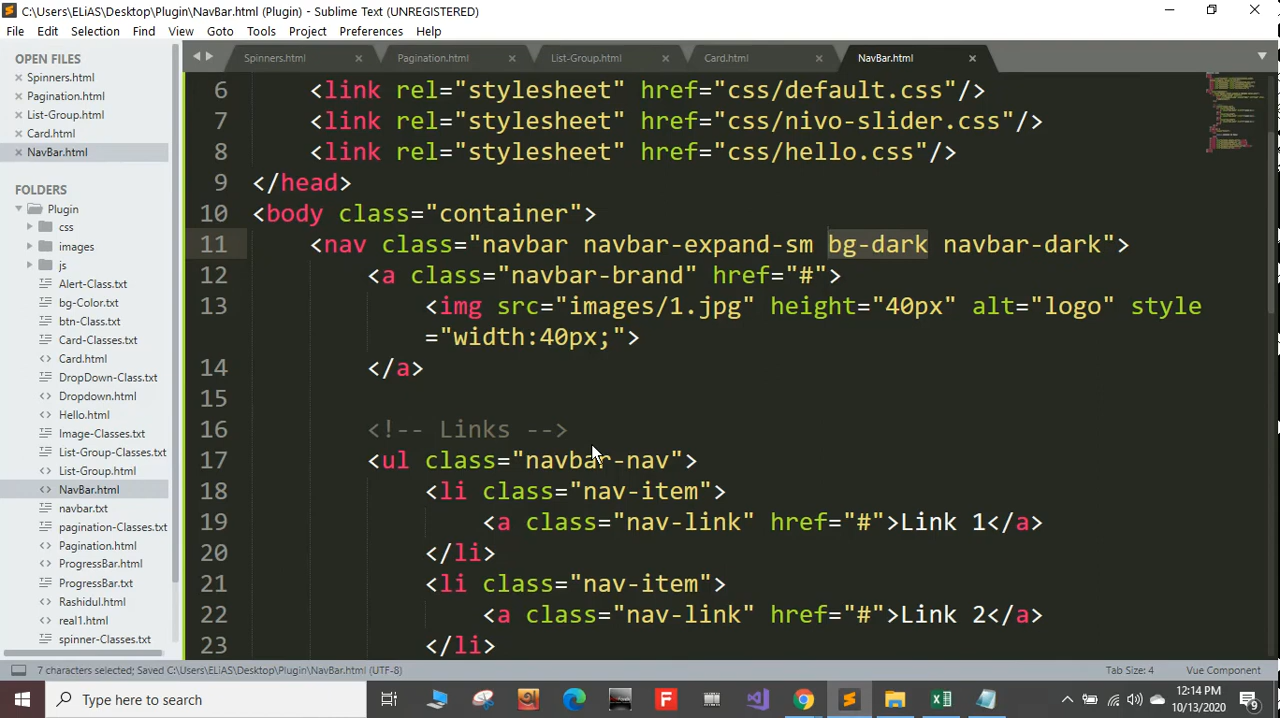 C:\Users\ELiAS\Desktop\Plugin\NavBar.html (Plugin) - Sublime Text (UNREGISTERED)
File Edit Selection Find View Goto Tools Project Preferences Help
OPEN FILES
Spinners.html
Pagination.html
List-Group.html
Card.html
NavBar.html
FOLDERS
Plugin
css
images
js
Alert-Class.txt
bg-Color.txt
btn-Class.txt
Card-Classes.txt
Card.html
DropDown-Class.txt
Dropdown.html
Hello.html
Image-Classes.txt
List-Group-Classes.txt
List-Group.html
NavBar.html
navbar.txt
pagination-Classes.txt
Pagination.html
ProgressBar.html
ProgressBar.txt
Rashidul.html
real1.html
spinner-Classes.txt
Spinners.html Pagination.html List-Group.html Card.html NavBar.html
6 <link rel="stylesheet" href="css/default.css"/>
7 <link rel="stylesheet" href="css/nivo-slider.css"/>
8 <link rel="stylesheet" href="css/hello.css"/>
9 </head>
10 <body class="container">
11 <nav class="navbar navbar-expand-sm bg-dark navbar-dark">
12 <a class="navbar-brand" href="#">
13 <img src="images/1.jpg" height="40px" alt="logo" style
="width:40px;">
14 </a>
15
16 <!-- Links -->
17 <ul class="navbar-nav">
18 <li class="nav-item">
19 <a class="nav-link" href="#">Link 1</a>
20 </li>
21 <li class="nav-item">
22 <a class="nav-link" href="#">Link 2</a>
23 </li>
7 characters selected; Saved C:\Users\ELiAS\Desktop\Plugin\NavBar.html (UTF-8) Tab Size: 4 Vue Component
Type here to search
12:14 PM
10/13/2020
9